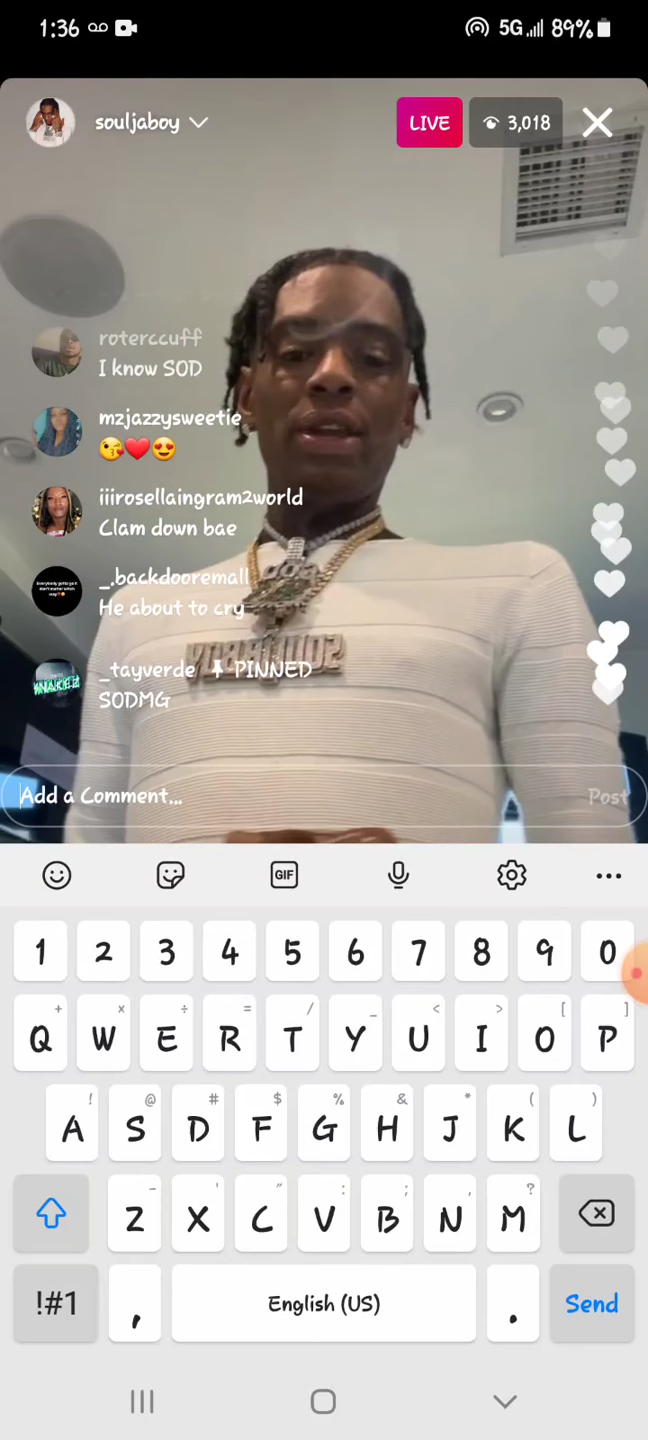 1:36
5G 89%
souljaboy
LIVE
3,018
roterccuff
I know SOD
mzjazzysweetie
😘❤️😍
iiirosellaingram2world
Clam down bae
_.backdooremall
He about to cry
_tayverde PINNED
SODMG
Add a Comment...
Post
GIF
1 2 3 4 5 6 7 8 9 0
+ × ÷ = / _ < > [ ]
Q W E R T Y U I O P
! @ # $ % & * ( )
A S D F G H J K L
- ' " : ; , ?
Z X C V B N M
!#1 , English (US) . Send